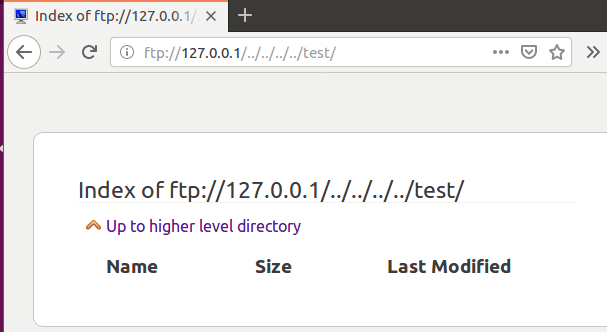 Index of ftp://127.0.0.1/
ftp://127.0.0.1/../../../../test/
Index of ftp://127.0.0.1/../../../../test/
Up to higher level directory
Name Size Last Modified